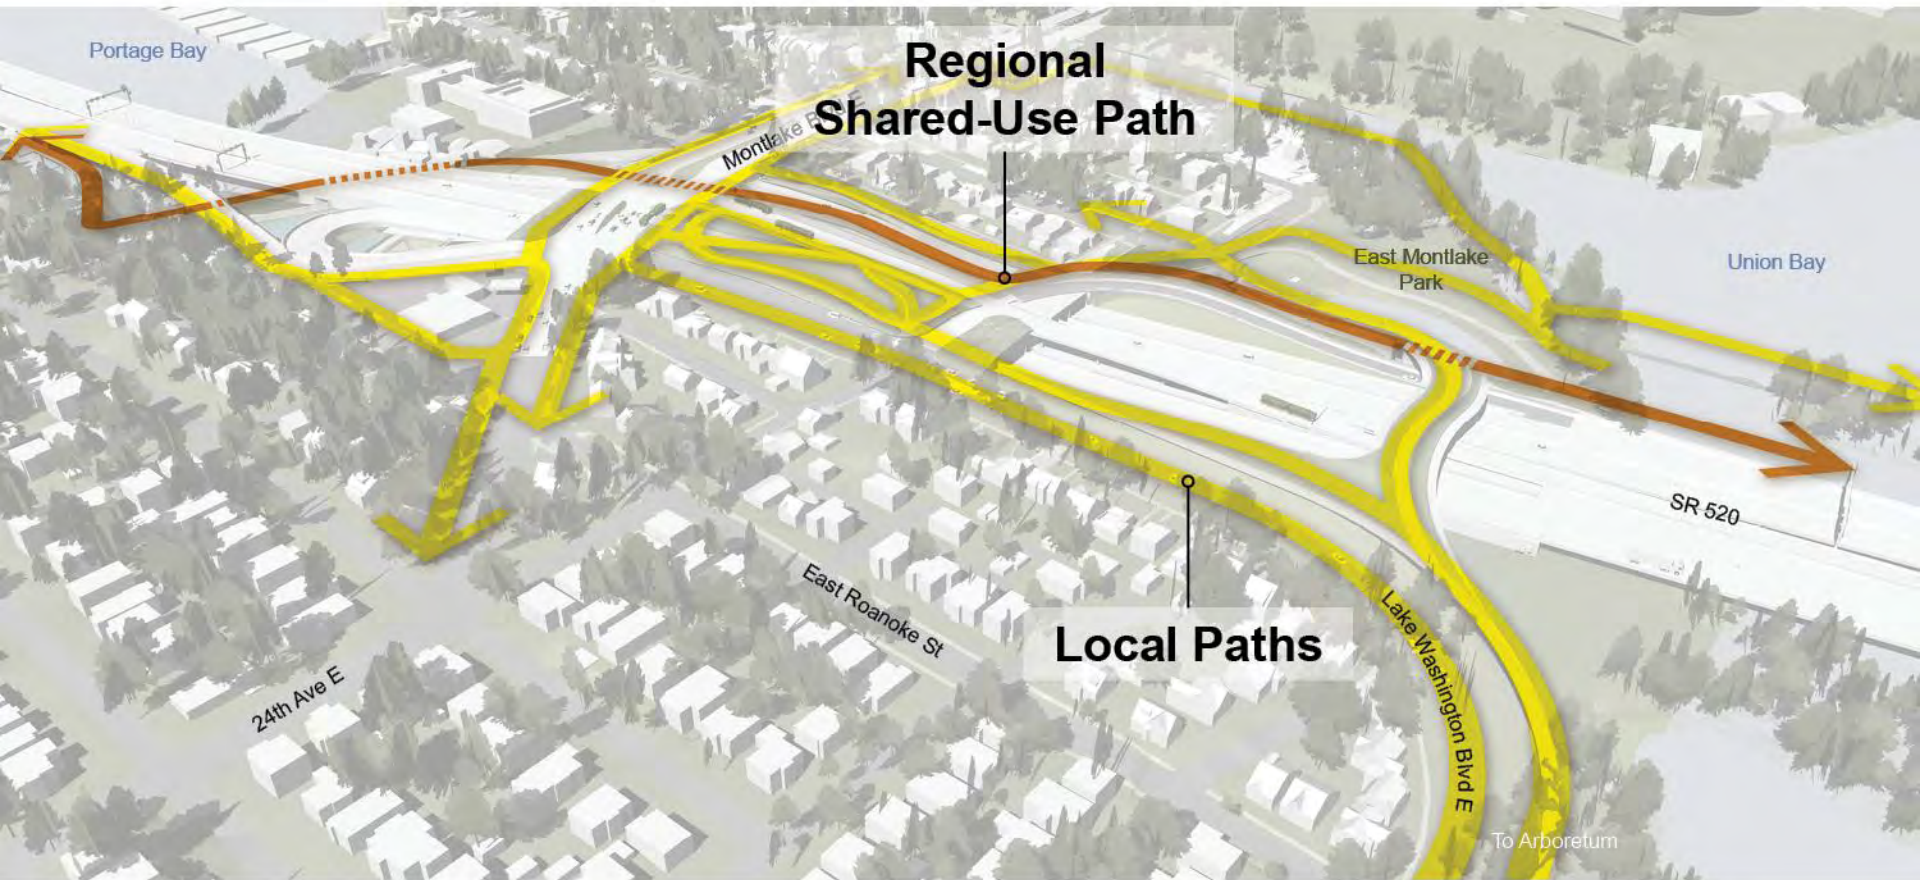 Portage Bay
Regional
Shared-Use Path
Montlake Blvd E
East Montlake
Park
Union Bay
SR 520
East Roanoke St
Local Paths
Lake Washington Blvd E
24th Ave E
To Arboretum